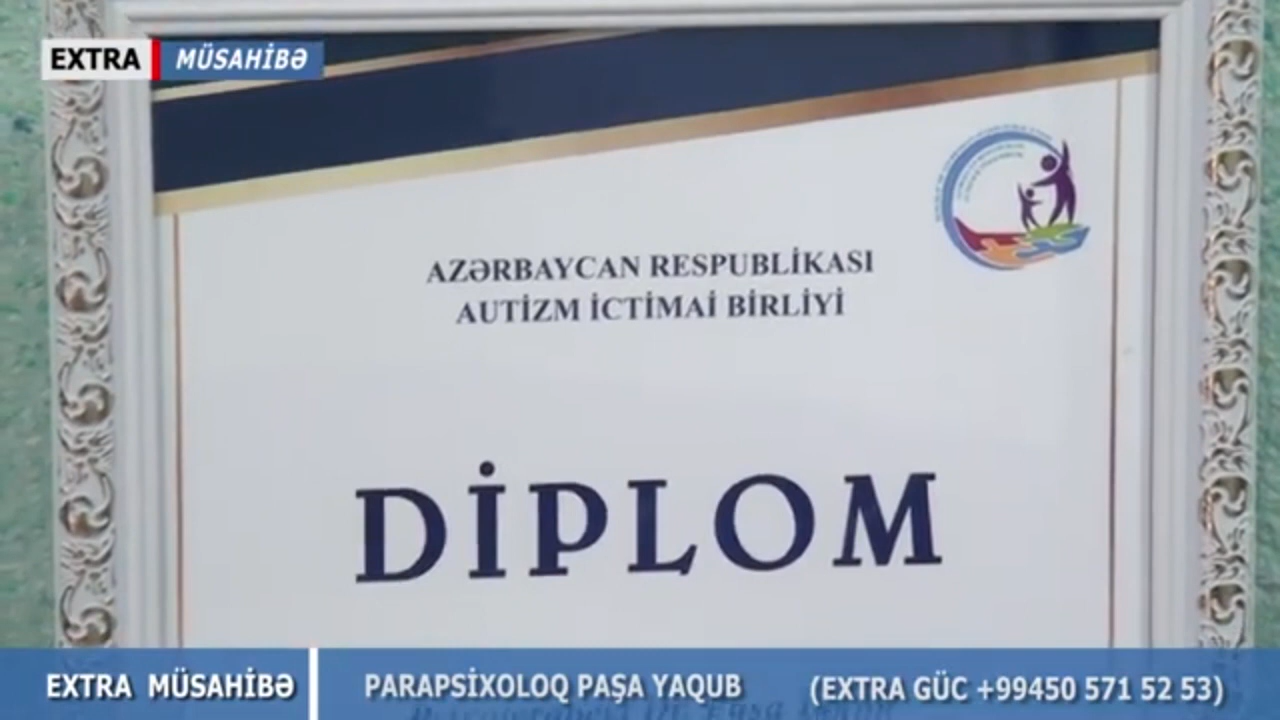 EXTRA MÜSAHİBƏ
AZƏRBAYCAN RESPUBLİKASI
AUTİZM İCTİMAİ BİRLİYİ
DİPLOM
EXTRA MÜSAHİBƏ PARAPSİXOLOQ PAŞA YAQUB (EXTRA GÜC +99450 571 52 53)